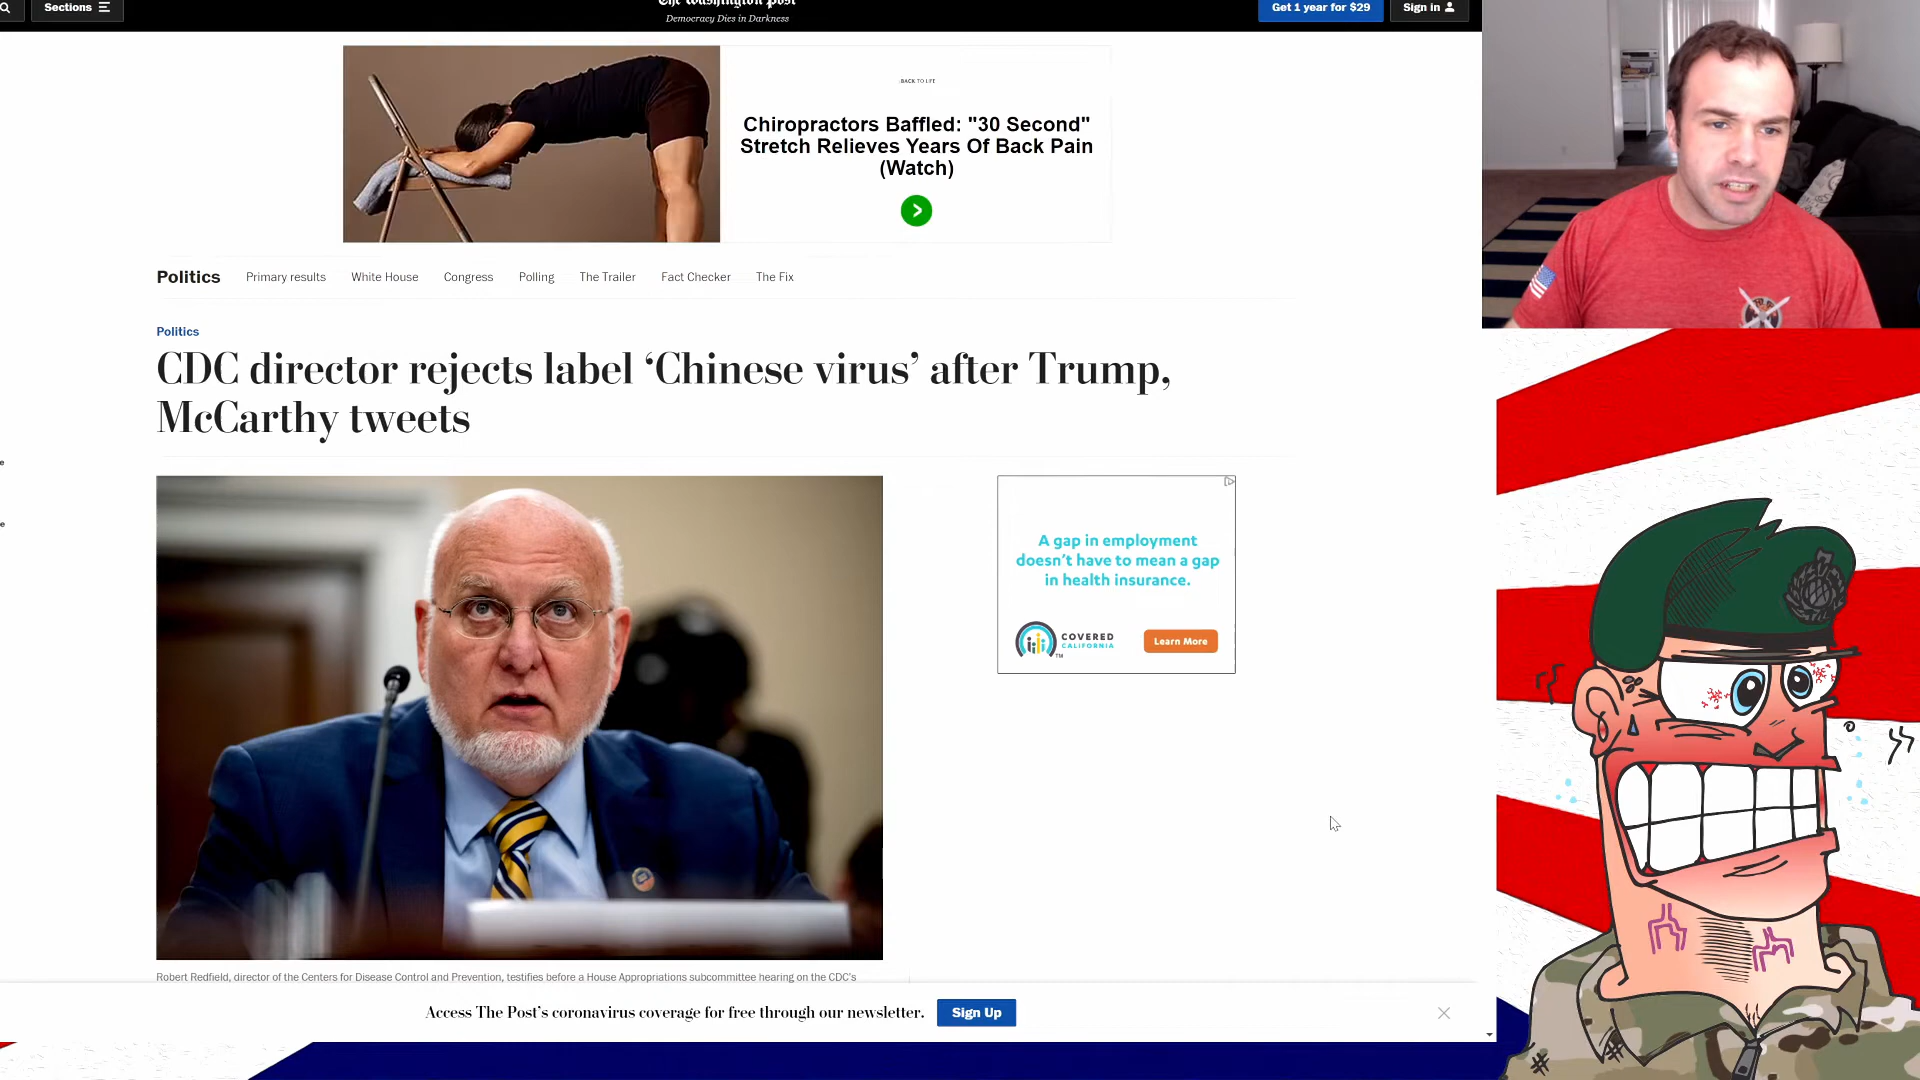 Sections
The Washington Post
Democracy Dies in Darkness
Get 1 year for $29
Sign in
BACK TO LIFE
Chiropractors Baffled: "30 Second"
Stretch Relieves Years Of Back Pain
(Watch)
Politics
Primary results
White House
Congress
Polling
The Trailer
Fact Checker
The Fix
Politics
CDC director rejects label ‘Chinese virus’ after Trump,
McCarthy tweets
A gap in employment
doesn’t have to mean a gap
in health insurance.
COVERED
CALIFORNIA
TM
Learn More
Robert Redfield, director of the Centers for Disease Control and Prevention, testifies before a House Appropriations subcommittee hearing on the CDC's
Access The Post’s coronavirus coverage for free through our newsletter.
Sign Up